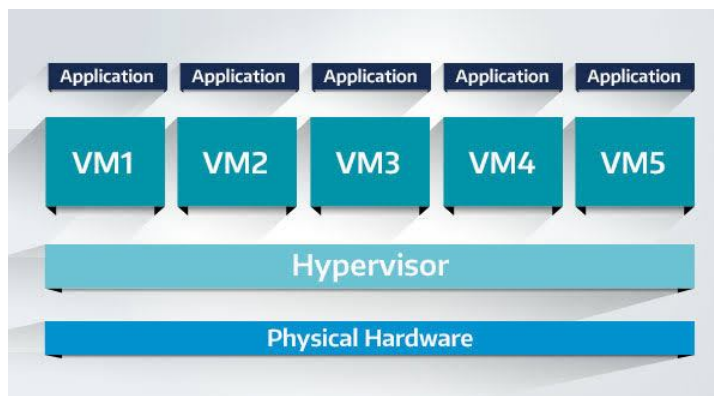 Application Application Application Application Application
VM1 VM2 VM3 VM4 VM5
Hypervisor
Physical Hardware